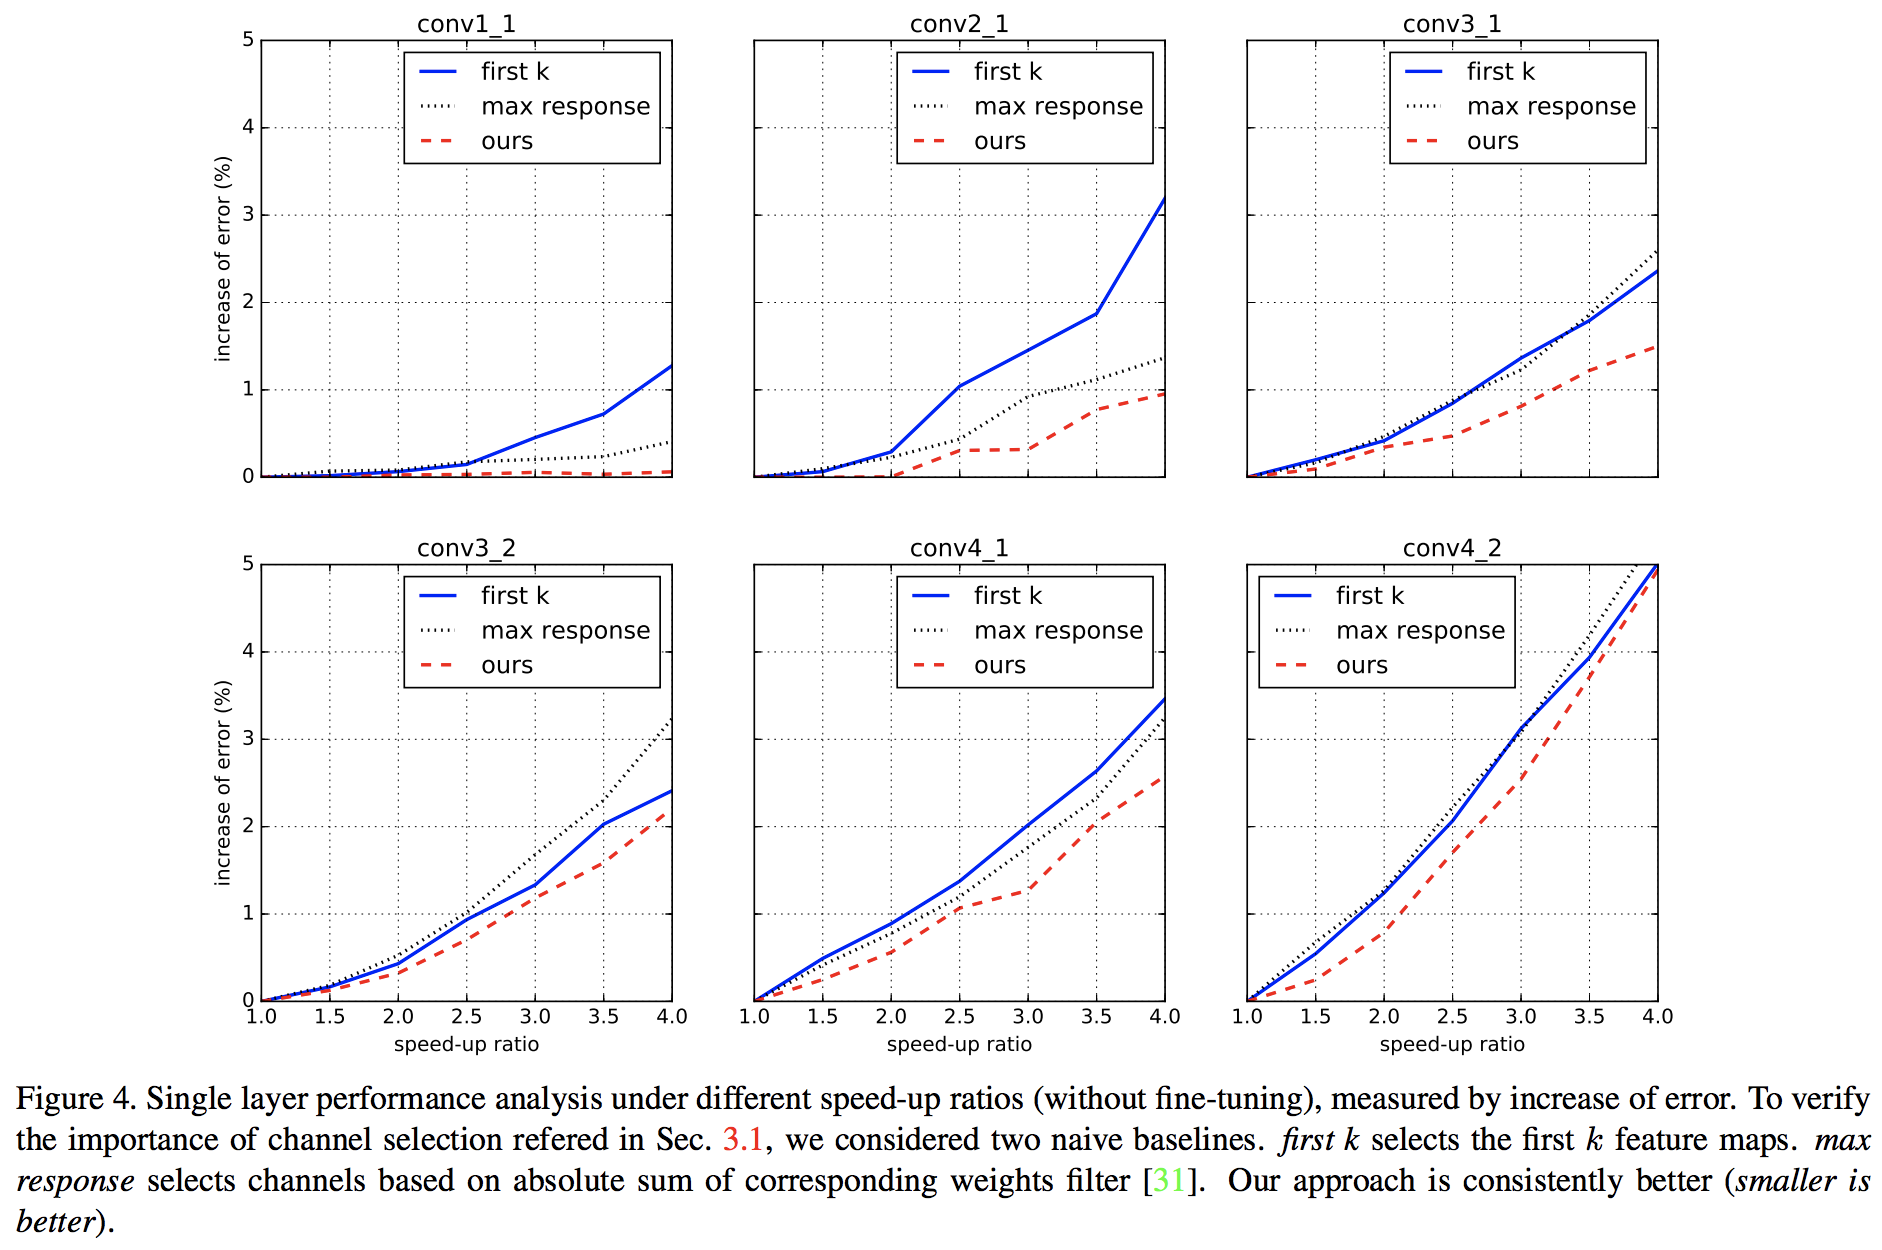 conv1_1
5
4
3
2
1
0
increase of error (%)
first k
max response
ours
conv2_1
first k
max response
ours
conv3_1
first k
max response
ours
conv3_2
5
4
3
2
1
0
increase of error (%)
first k
max response
ours
1.0 1.5 2.0 2.5 3.0 3.5 4.0
speed-up ratio
conv4_1
first k
max response
ours
1.0 1.5 2.0 2.5 3.0 3.5 4.0
speed-up ratio
conv4_2
first k
max response
ours
1.0 1.5 2.0 2.5 3.0 3.5 4.0
speed-up ratio
Figure 4. Single layer performance analysis under different speed-up ratios (without fine-tuning), measured by increase of error. To verify
the importance of channel selection refered in Sec. 3.1, we considered two naive baselines. first k selects the first k feature maps. max
response selects channels based on absolute sum of corresponding weights filter [31]. Our approach is consistently better (smaller is
better).